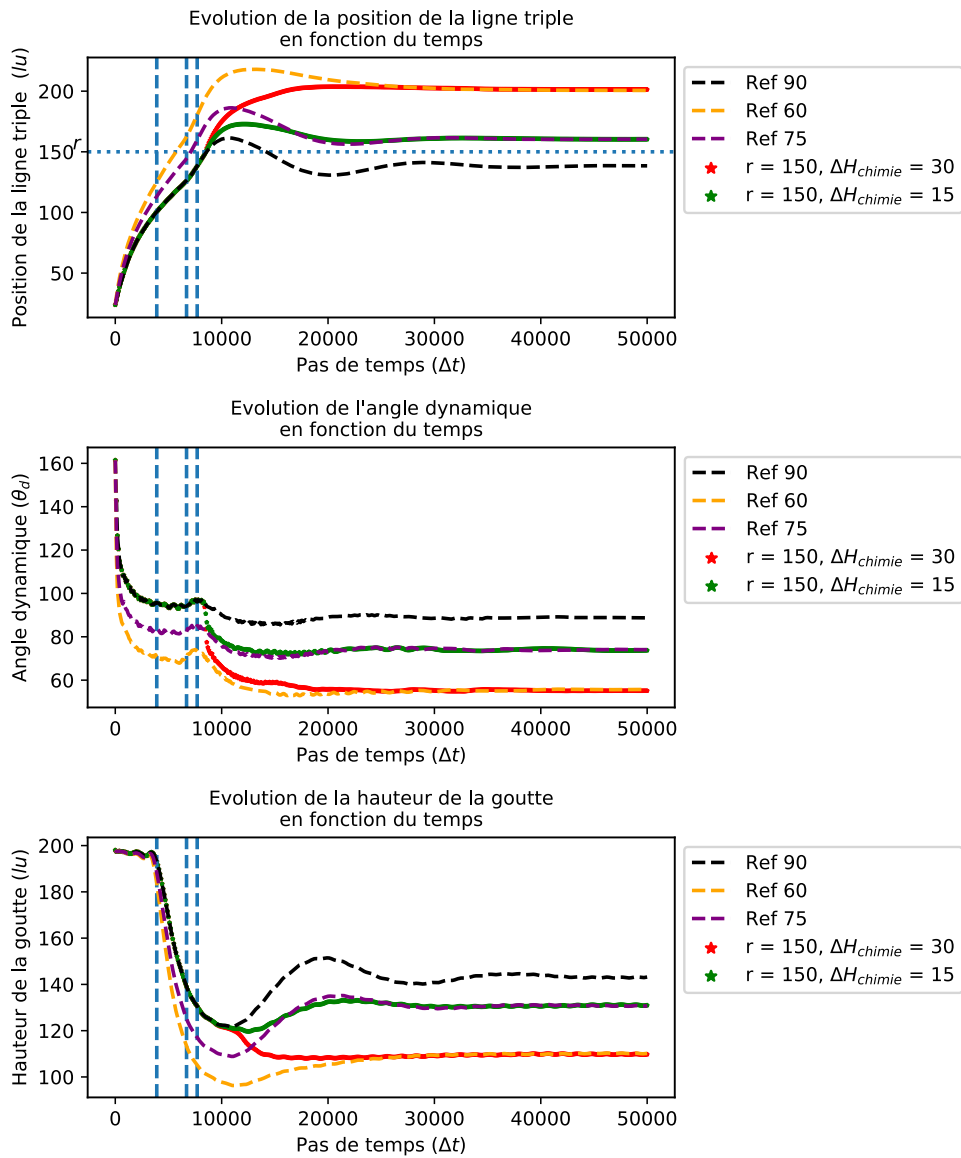 Evolution de la position de la ligne triple
en fonction du temps
Position de ligne triple (lu)
200
150
r
100
50
0
10000
20000
30000
40000
50000
Pas de temps (Δt)
Ref 90
Ref 60
Ref 75
r = 150, ΔH_chimie = 30
r = 150, ΔH_chimie = 15
Evolution de l'angle dynamique
en fonction du temps
Angle dynamique (θ_d)
160
140
120
100
80
60
0
10000
20000
30000
40000
50000
Pas de temps (Δt)
Ref 90
Ref 60
Ref 75
r = 150, ΔH_chimie = 30
r = 150, ΔH_chimie = 15
Evolution de la hauteur de la goutte
en fonction du temps
Hauteur de la goutte (lu)
200
180
160
140
120
100
0
10000
20000
30000
40000
50000
Pas de temps (Δt)
Ref 90
Ref 60
Ref 75
r = 150, ΔH_chimie = 30
r = 150, ΔH_chimie = 15